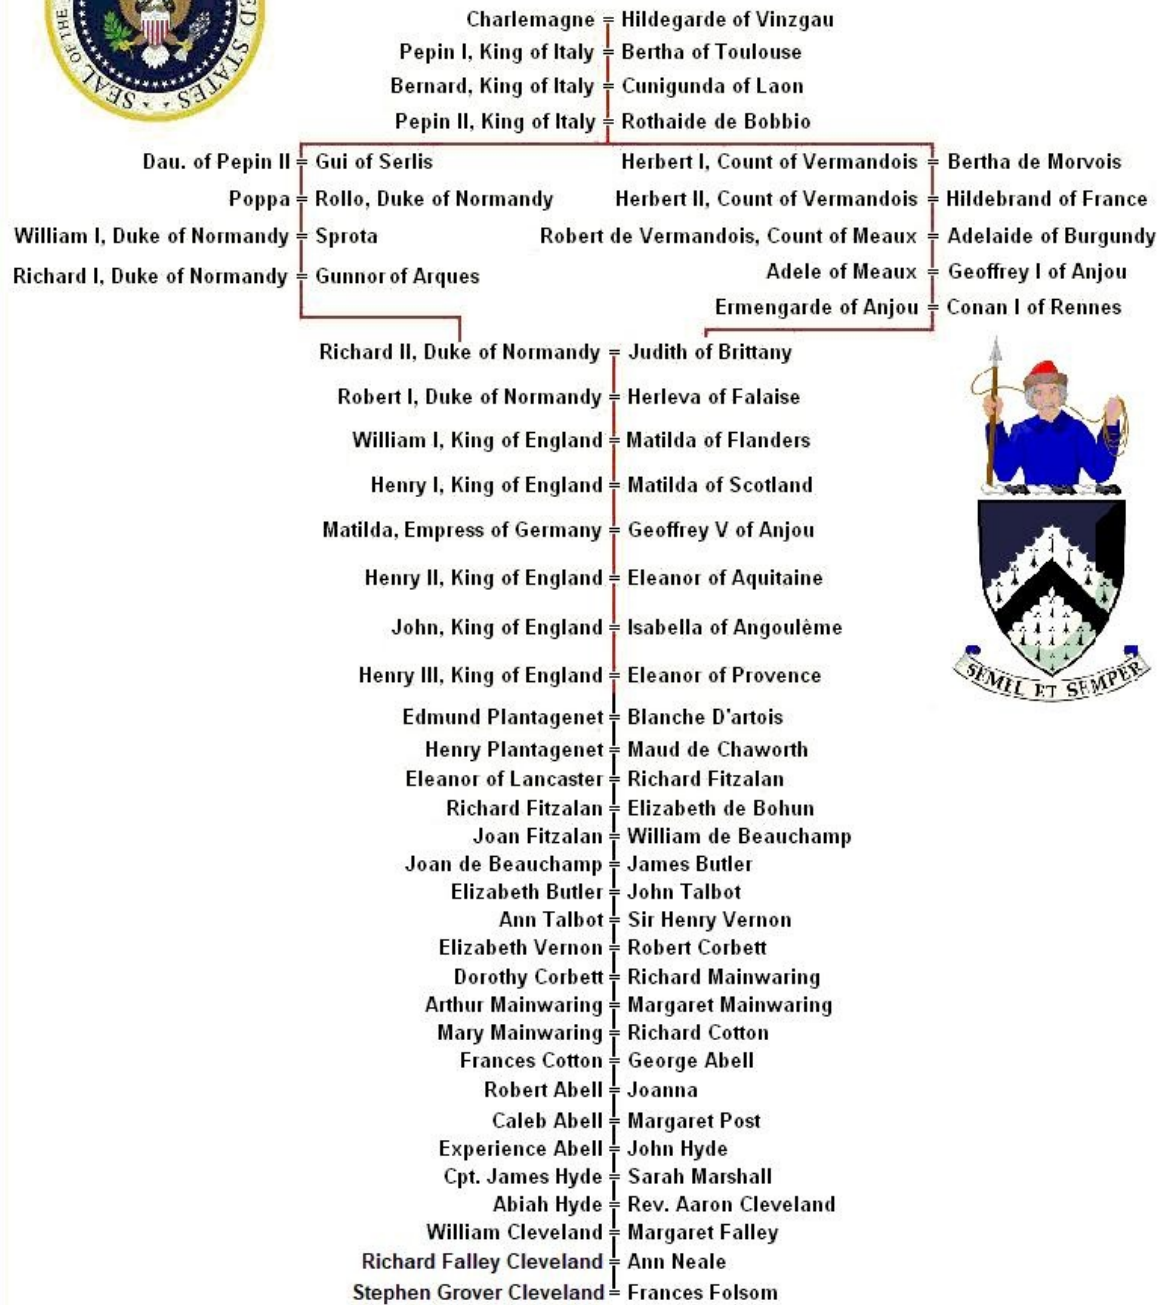 SEAL OF THE
ED STATES
Charlemagne = Hildegarde of Vinzgau
Pepin I, King of Italy = Bertha of Toulouse
Bernard, King of Italy = Cunigunda of Laon
Pepin II, King of Italy = Rothaide de Bobbio
Dau. of Pepin II = Gui of Serlis
Herbert I, Count of Vermandois = Bertha de Morvois
Poppa = Rollo, Duke of Normandy
Herbert II, Count of Vermandois = Hildebrand of France
William I, Duke of Normandy = Sprota
Robert de Vermandois, Count of Meaux = Adelaide of Burgundy
Richard I, Duke of Normandy = Gunnor of Arques
Adele of Meaux = Geoffrey I of Anjou
Ermengarde of Anjou = Conan I of Rennes
Richard II, Duke of Normandy = Judith of Brittany
Robert I, Duke of Normandy = Herleva of Falaise
William I, King of England = Matilda of Flanders
Henry I, King of England = Matilda of Scotland
Matilda, Empress of Germany = Geoffrey V of Anjou
Henry II, King of England = Eleanor of Aquitaine
John, King of England = Isabella of Angoulême
Henry III, King of England = Eleanor of Provence
SEMEL ET SEMPER
Edmund Plantagenet = Blanche D'artois
Henry Plantagenet = Maud de Chaworth
Eleanor of Lancaster = Richard Fitzalan
Richard Fitzalan = Elizabeth de Bohun
Joan Fitzalan = William de Beauchamp
Joan de Beauchamp = James Butler
Elizabeth Butler = John Talbot
Ann Talbot = Sir Henry Vernon
Elizabeth Vernon = Robert Corbett
Dorothy Corbett = Richard Mainwaring
Arthur Mainwaring = Margaret Mainwaring
Mary Mainwaring = Richard Cotton
Frances Cotton = George Abell
Robert Abell = Joanna
Caleb Abell = Margaret Post
Experience Abell = John Hyde
Cpt. James Hyde = Sarah Marshall
Abiah Hyde = Rev. Aaron Cleveland
William Cleveland = Margaret Falley
Richard Falley Cleveland = Ann Neale
Stephen Grover Cleveland = Frances Folsom